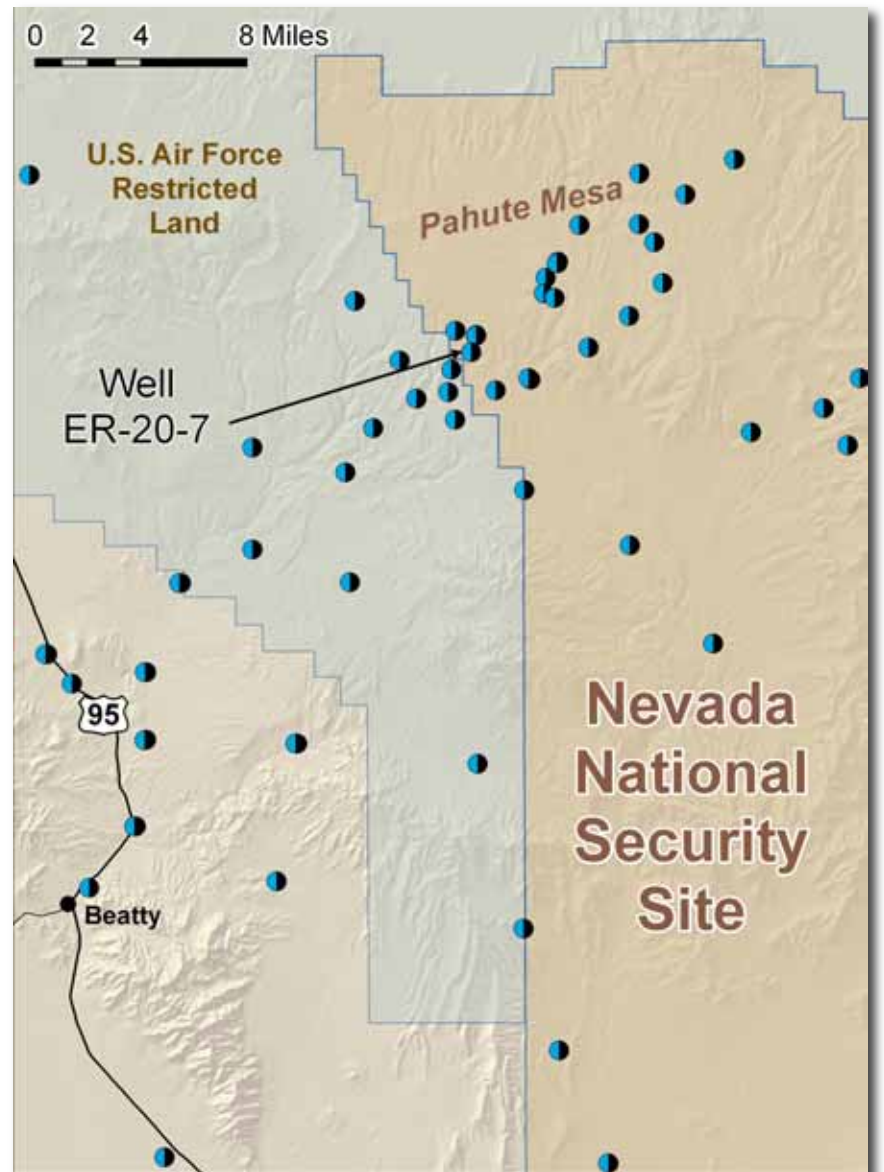 0 2 4 8 Miles
U.S. Air Force
Restricted
Land
Pahute Mesa
Well
ER-20-7
95
Nevada
National
Security
Site
Beatty